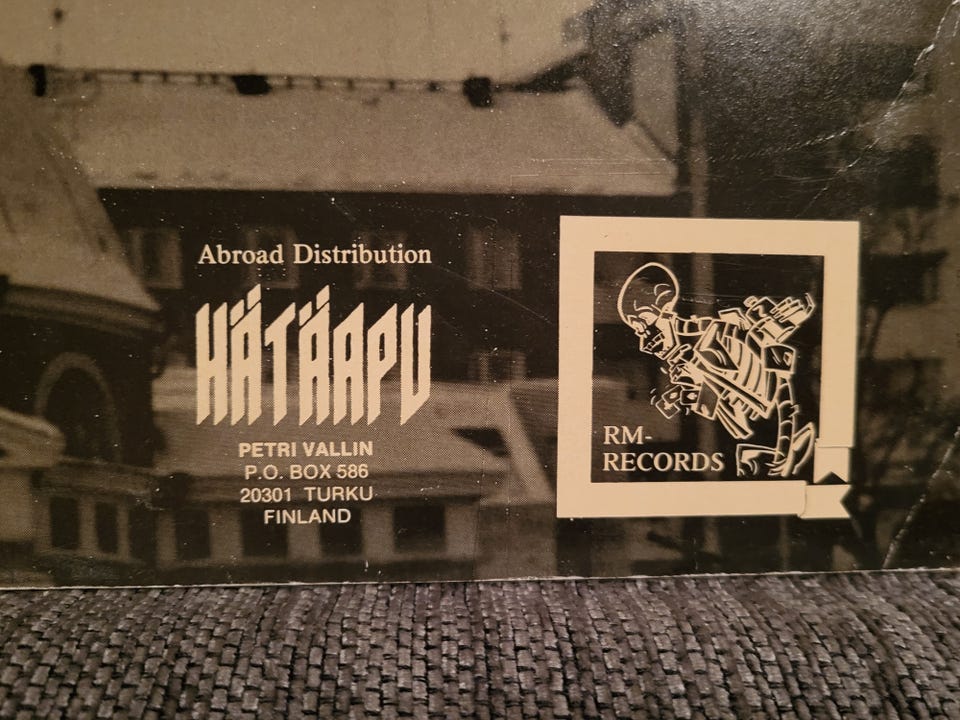 Abroad Distribution
HÄTÄAPU
PETRI VALLIN
P.O. BOX 586
20301 TURKU
FINLAND
RM-
RECORDS